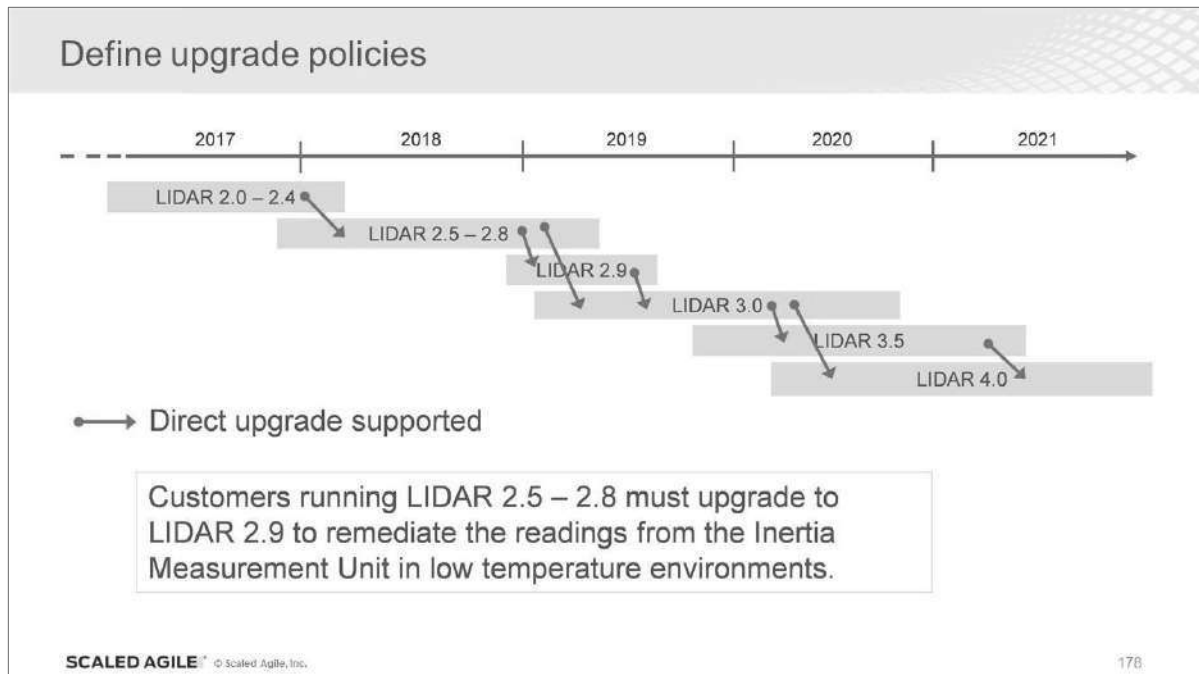 Define upgrade policies
2017 2018 2019 2020 2021
LIDAR 2.0 – 2.4
LIDAR 2.5 – 2.8
LIDAR 2.9
LIDAR 3.0
LIDAR 3.5
LIDAR 4.0
Direct upgrade supported
Customers running LIDAR 2.5 – 2.8 must upgrade to
LIDAR 2.9 to remediate the readings from the Inertia
Measurement Unit in low temperature environments.
SCALED AGILE® © Scaled Agile, Inc. 178